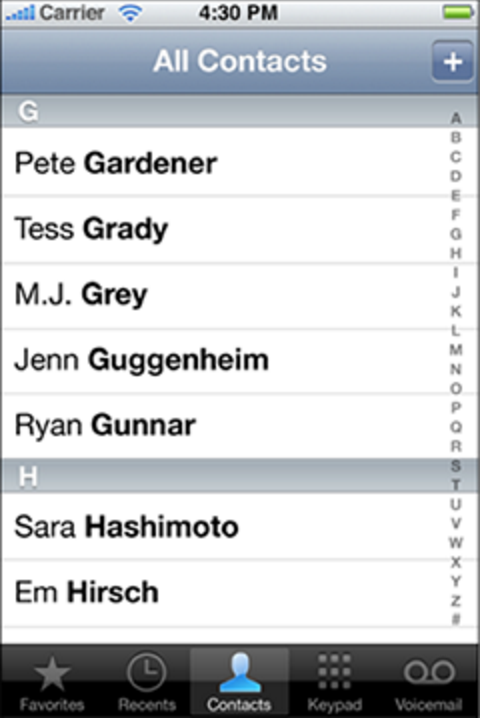 Carrier 4:30 PM
All Contacts +
G
Pete Gardener
Tess Grady
M.J. Grey
Jenn Guggenheim
Ryan Gunnar
H
Sara Hashimoto
Em Hirsch
A
B
C
D
E
F
G
H
I
J
K
L
M
N
O
P
Q
R
S
T
U
V
W
X
Y
Z
#
Favorites Recents Contacts Keypad Voicemail